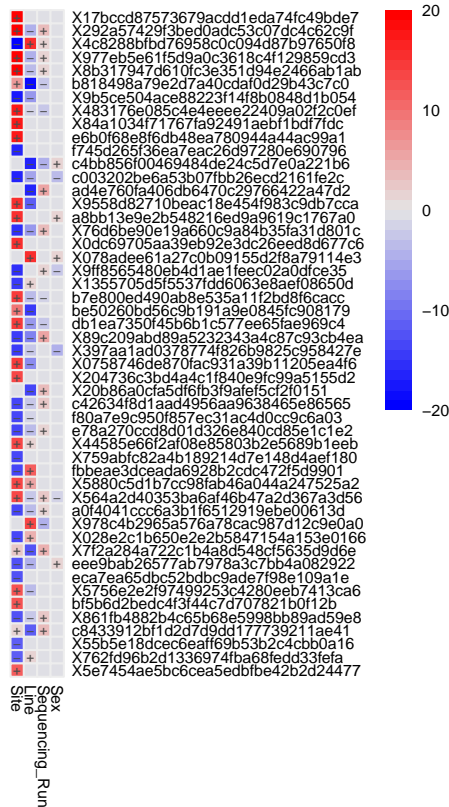 X17bccd87573679acdd1eda74fc49bde7
X292a57429f3bed0adc53c07dc4c62c9f
X4c8288bfbd76958c0c094d87b97650f8
X977eb5e61f5d9a0c3618c4f129859cd3
X8b317947d610fc3e351d94e2466ab1ab
b818498a79e2d7a40cdaf0d29b43c7c0
X9b5ce504ace88223f14f8b0848d1b054
X483176e085c4e4eeee22409a02f2c0ef
X84a1034f71767fa92491aebf1bdf7fdc
e6b0f68e8f6db48ea780944a44ac99a1
f745d265f36ea7eac26d97280e690796
c4bb856f00469484de24c5d7e0a221b6
c003202be6a53b07fbb26ecd2161fe2c
ad4e760fa406db6470c29766422a47d2
X9558d82710beac18e454f983c9db7cca
a8bb13e9e2b548216ed9a9619c1767a0
X76d6be90e19a660c9a84b35fa31d801c
X0dc69705aa39eb92e3dc26eed8d677c6
X078adee61a27c0b09155d2f8a79114e3
X9ff8565480eb4d1ae1feec02a0dfce35
X1355705d5f5537fdd6063e8aef08650d
b7e800ed490ab8e535a11f2bd8f6cacc
be50260bd56c9b191a9e0845fc908179
db1ea7350f45b6b1c577ee65fae969c4
X89c209abd89a5232343a4c87c93cb4ea
X397aa1ad0378774f826b9825c958427e
X0758746de870fac931a39b11205ea4f6
X204736c3bd4a4c1f840e9fc99a5155d2
X20b86a0cfa5df6fb3f9afef5cf2f0151
c42634f8d1aad4956aa9638465e86565
f80a7e9c950f857ec31ac4d0cc9c6e03
e78a270ccd8d01d326e840cd85e1c1e2
X44585e66f2af08e85803b2e5689b1eeb
X759abfc82a4b189214d7e148d4aef180
fbbeae3dceada6928b2cdc472f5d9901
X5880c5d1b7cc98fab46a044a247525a2
X564a2d40353ba6af46b47a2d367a3d56
a0f4041ccc6a3b1f6512919ebe00613d
X978c4b2965a576a78cac987d12c9e0a0
X028e2c1b650e2e2b5847154a153e0166
X7f2a284a722c1b4a8d548cf5635d9d6e
eee9bab26577ab7978a3c7bb4a082922
eca7ea65dbc52bdbc9ade7f98e109a1e
X5756e2e2f97499253c4280eeb7413ca6
bf5b6d2bedc4f3f44c7d707821b0f12b
X861fb4882b4c65b68e5998bb89ad59e8
c8433912bf1d2d7d9dd177739211ae41
X55b5e18dcec6eaff69b53b2c4cbb0a16
X762fd96b2d1336974fba68fedd33fefa
X5e7454ae5bc6cea5edbfbe42b2d24477
Site
Line
Sequencing_Run
Sex
20
10
0
−10
−20